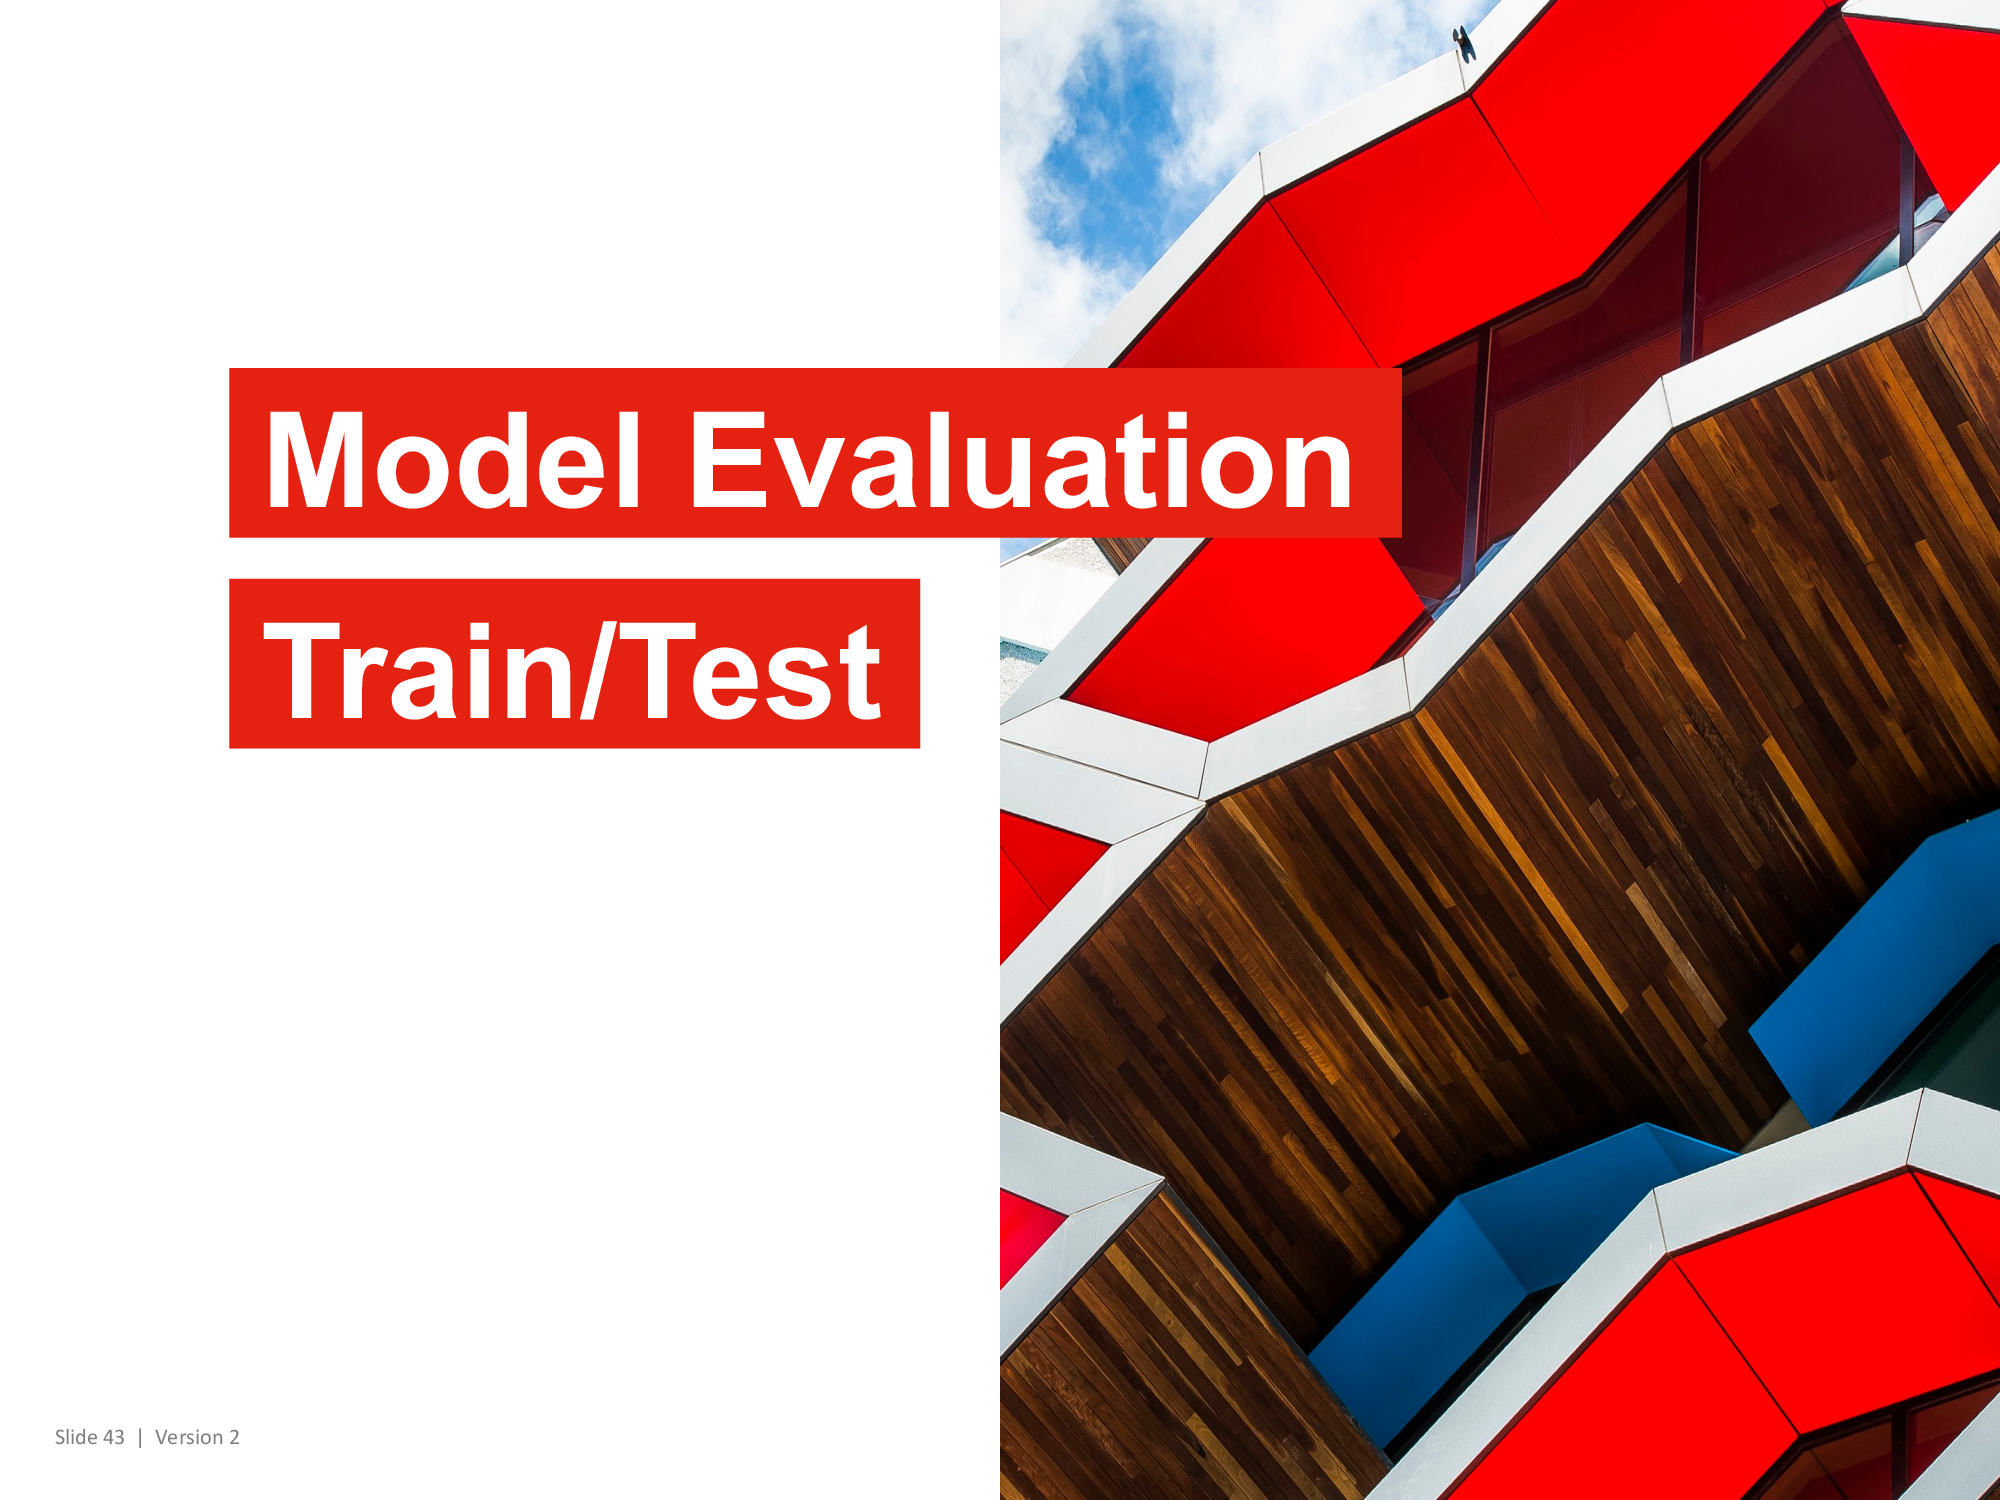 Model Evaluation
Train/Test
Slide 43 | Version 2